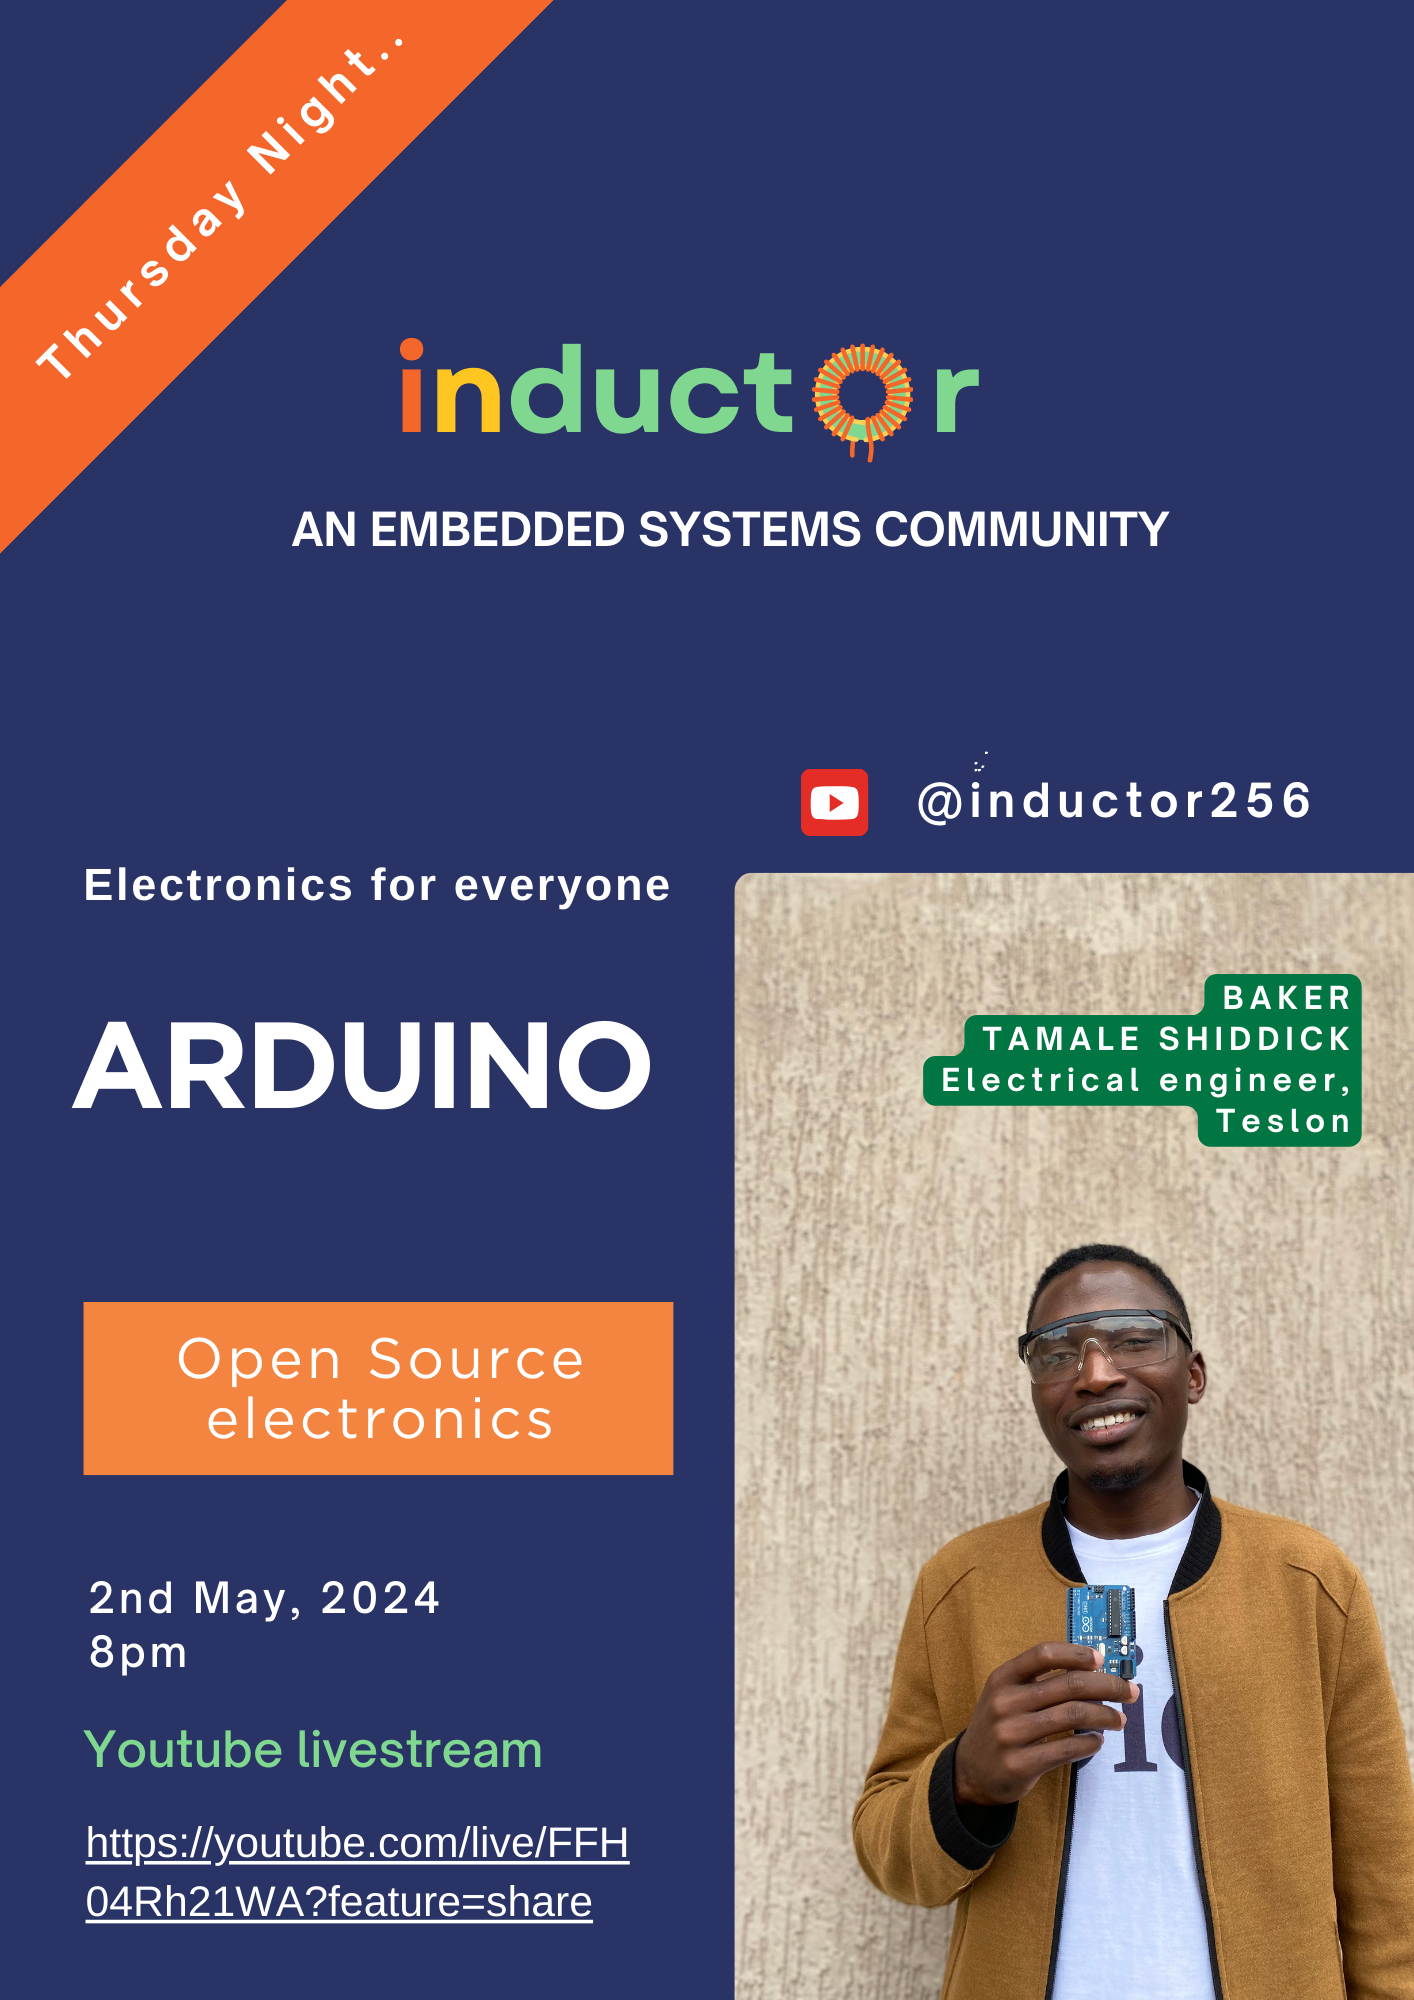 Thursday Night..
inductor
AN EMBEDDED SYSTEMS COMMUNITY
@inductor256
Electronics for everyone
ARDUINO
BAKER
TAMALE SHIDDICK
Electrical engineer,
Teslon
Open Source
electronics
2nd May, 2024
8pm
Youtube livestream
https://youtube.com/live/FFH
04Rh21WA?feature=share